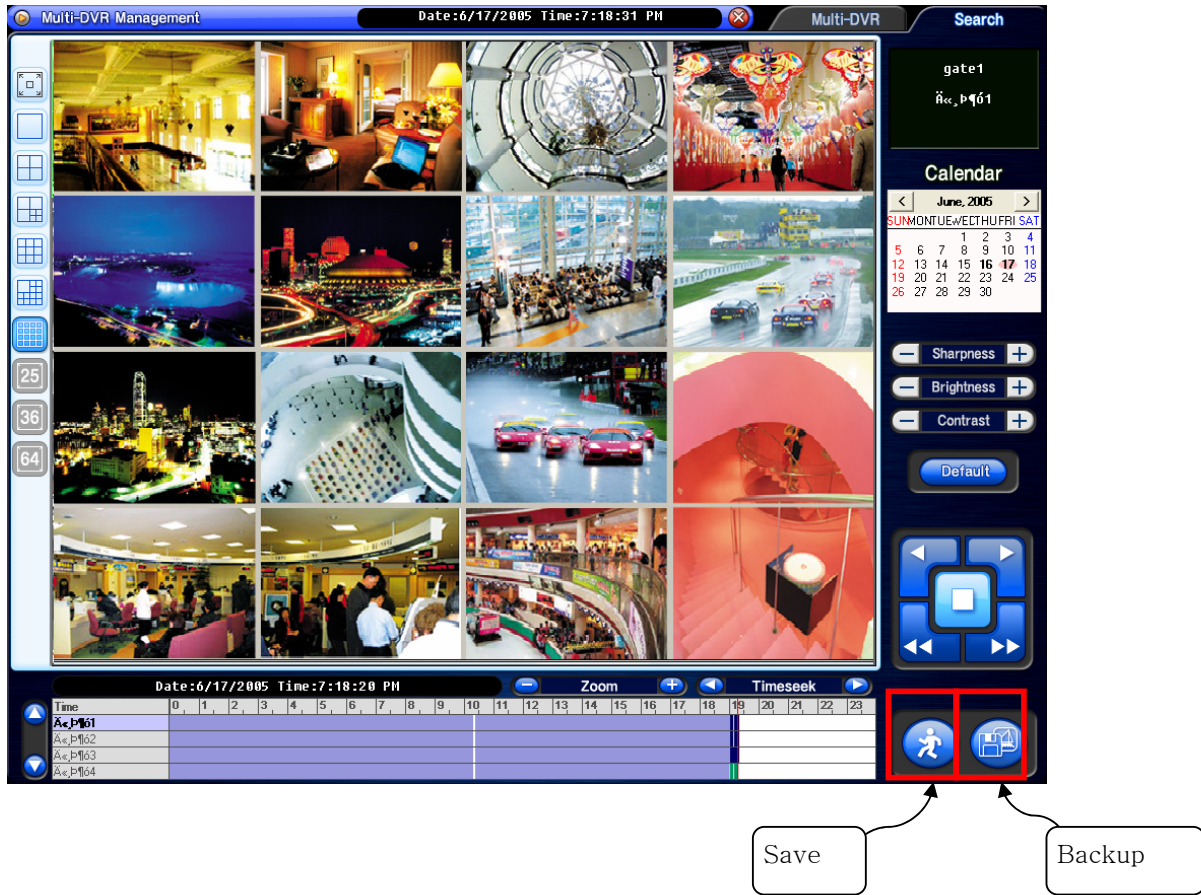 Multi-DVR Management
Date:6/17/2005 Time:7:18:31 PM
Multi-DVR
Search
gate1
Ä«¸Þ¶ó1
Calendar
June, 2005
SUN MON TUE WED THU FRI SAT
1 2 3 4
5 6 7 8 9 10 11
12 13 14 15 16 17 18
19 20 21 22 23 24 25
26 27 28 29 30
25
36
64
Sharpness
Brightness
Contrast
Default
Date:6/17/2005 Time:7:18:20 PM
Zoom
Timeseek
Time 0 1 2 3 4 5 6 7 8 9 10 11 12 13 14 15 16 17 18 19 20 21 22 23
Ä«¸Þ¶ó1
Ä«¸Þ¶ó2
Ä«¸Þ¶ó3
Ä«¸Þ¶ó4
Save
Backup